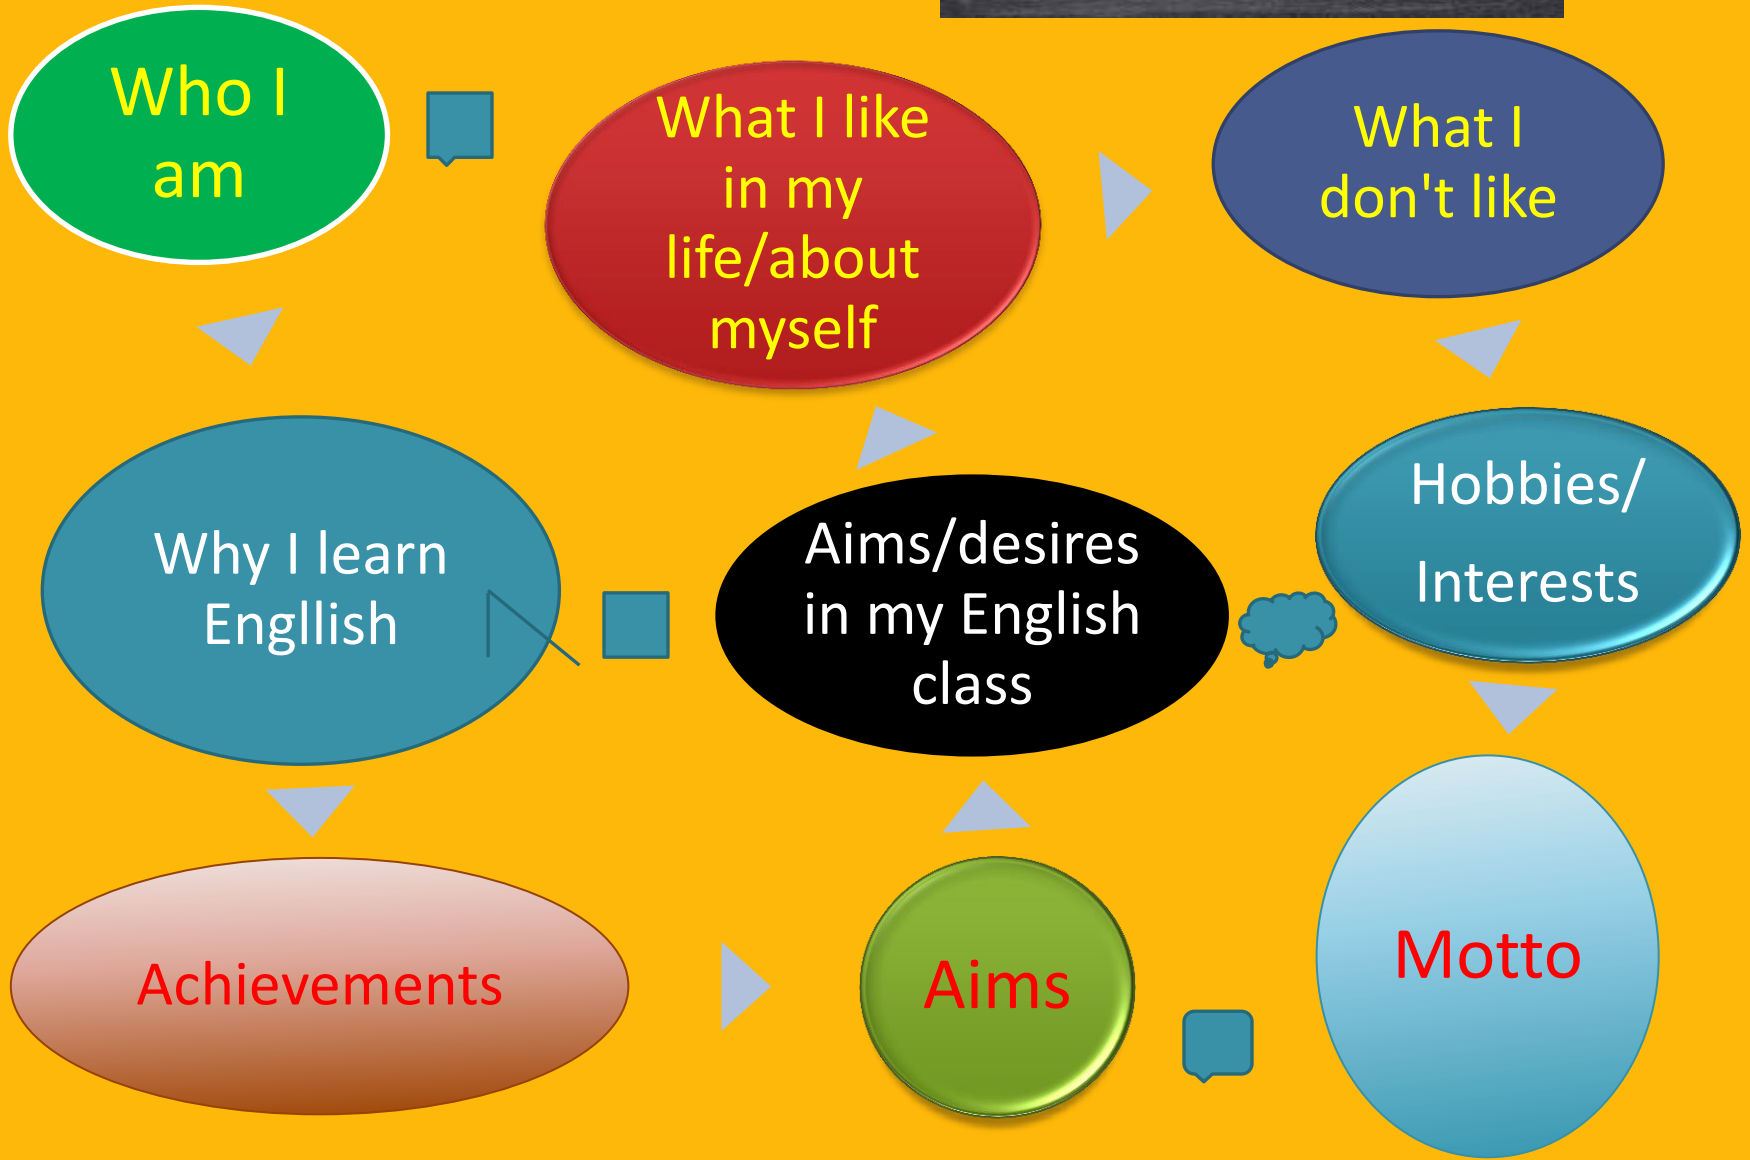 Who I
am
What I like
in my
life/about
myself
What I
don't like
Why I learn
Engllish
Aims/desires
in my English
class
Hobbies/
Interests
Achievements
Aims
Motto